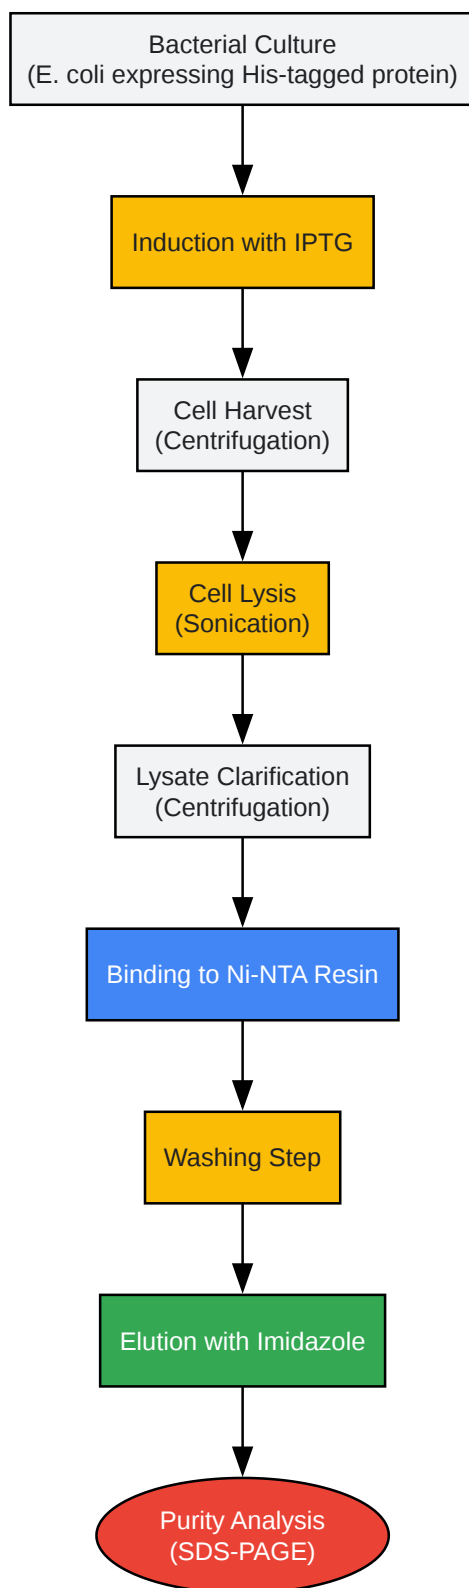 Bacterial Culture
(E. coli expressing His-tagged protein)
Induction with IPTG
Cell Harvest
(Centrifugation)
Cell Lysis
(Sonication)
Lysate Clarification
(Centrifugation)
Binding to Ni-NTA Resin
Washing Step
Elution with Imidazole
Purity Analysis
(SDS-PAGE)